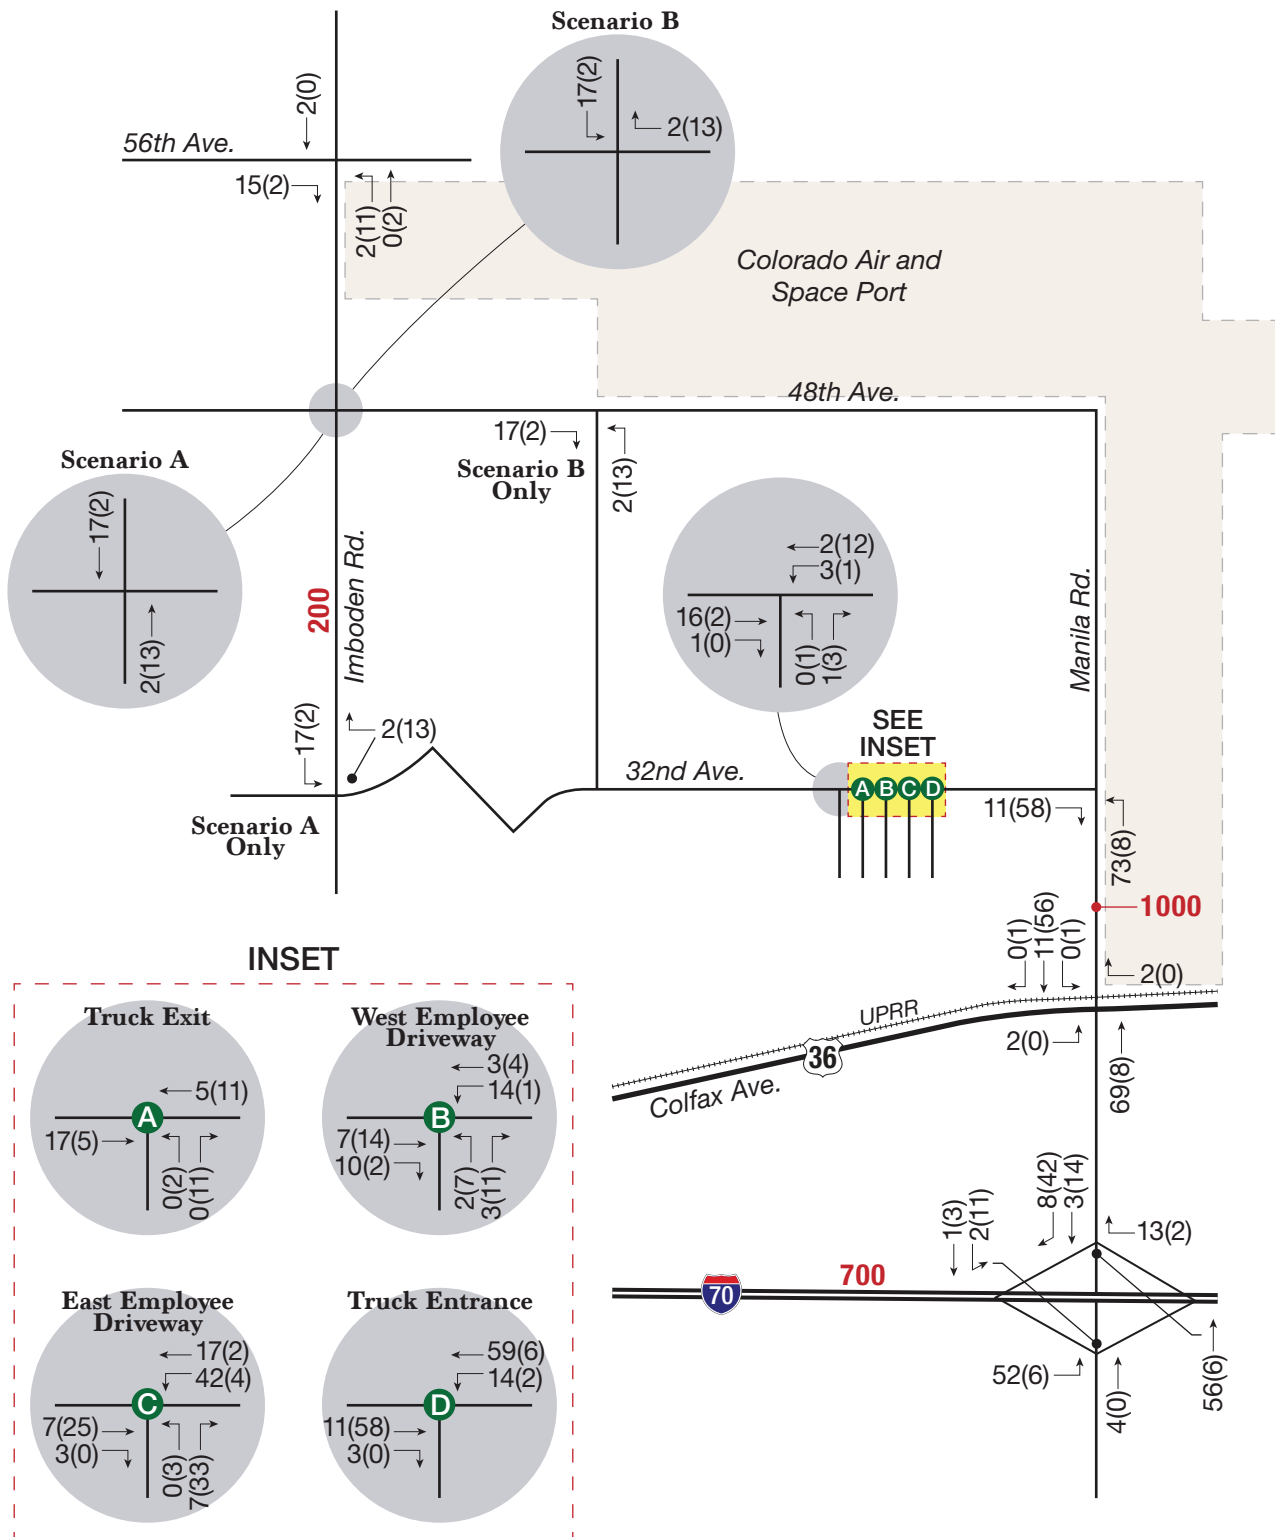 Scenario B
17(2)
2(13)
2(0)
56th Ave.
15(2)
2(11)
0(2)
Colorado Air and
Space Port
48th Ave.
17(2)
Scenario B
Only
2(13)
Scenario A
17(2)
2(13)
200
Imboden Rd.
2(12)
3(1)
16(2)
1(0)
0(1)
1(3)
Manila Rd.
17(2)
2(13)
SEE
INSET
32nd Ave.
A
B
C
D
Scenario A
Only
11(58)
73(8)
1000
0(1)
11(56)
0(1)
2(0)
UPRR
36
Colfax Ave.
2(0)
69(8)
8(42)
3(14)
1(3)
2(11)
13(2)
700
70
52(6)
4(0)
56(6)
INSET
Truck Exit
5(11)
A
17(5)
0(2)
0(11)
West Employee
Driveway
3(4)
14(1)
B
7(14)
10(2)
2(7)
3(11)
East Employee
Driveway
17(2)
42(4)
C
7(25)
3(0)
0(3)
7(33)
Truck Entrance
59(6)
14(2)
D
11(58)
3(0)